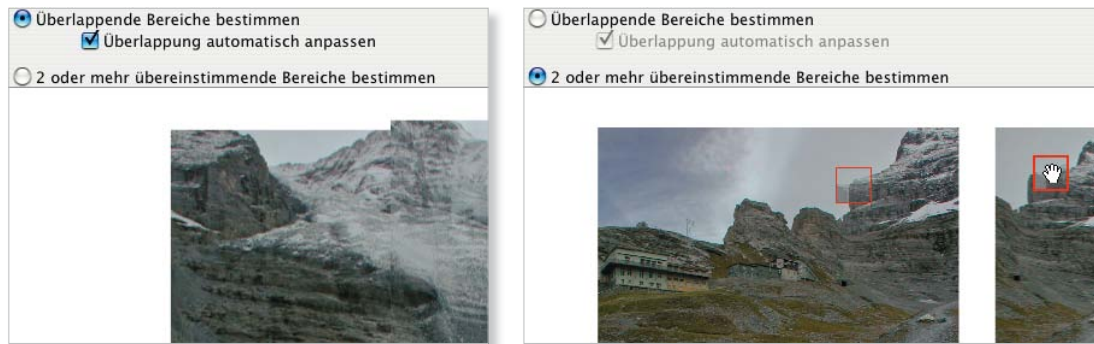 Überlappende Bereiche bestimmen
Überlappung automatisch anpassen
2 oder mehr übereinstimmende Bereiche bestimmen
Überlappende Bereiche bestimmen
Überlappung automatisch anpassen
2 oder mehr übereinstimmende Bereiche bestimmen